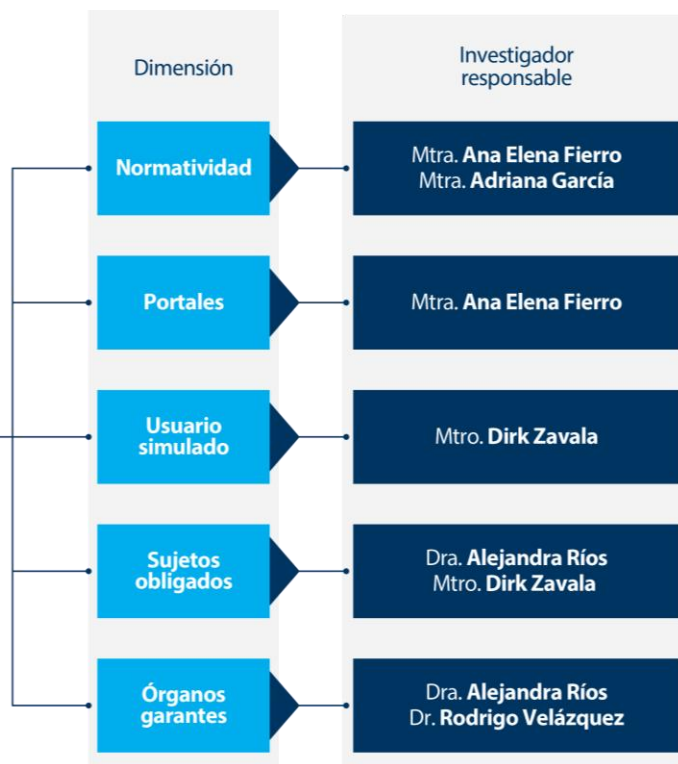 Dimensión
Investigador
responsable
Normatividad
Mtra. Ana Elena Fierro
Mtra. Adriana García
Portales
Mtra. Ana Elena Fierro
Usuario
simulado
Mtro. Dirk Zavala
Sujetos
obligados
Dra. Alejandra Ríos
Mtro. Dirk Zavala
Órganos
garantes
Dra. Alejandra Ríos
Dr. Rodrigo Velázquez